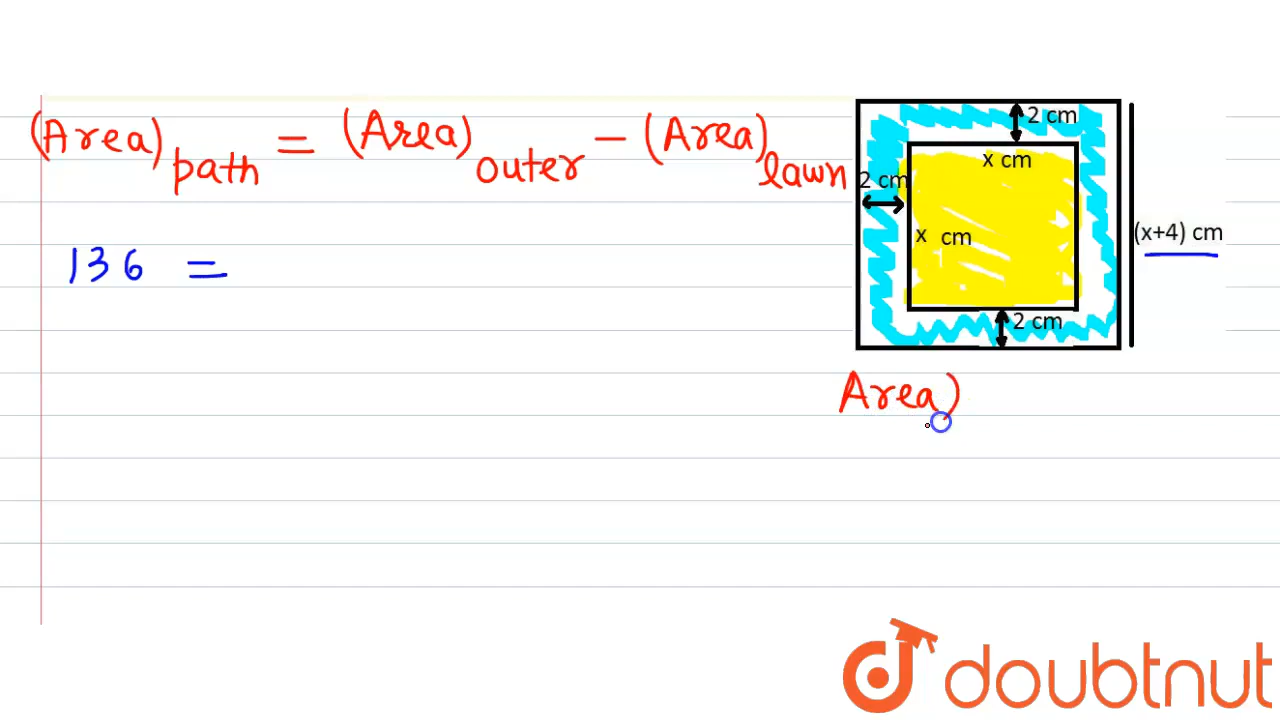 (Area)path = (Area)outer - (Area)lawn
136 =
2 cm
x cm
2 cm
x cm
(x+4) cm
2 cm
Area)
doubtnut